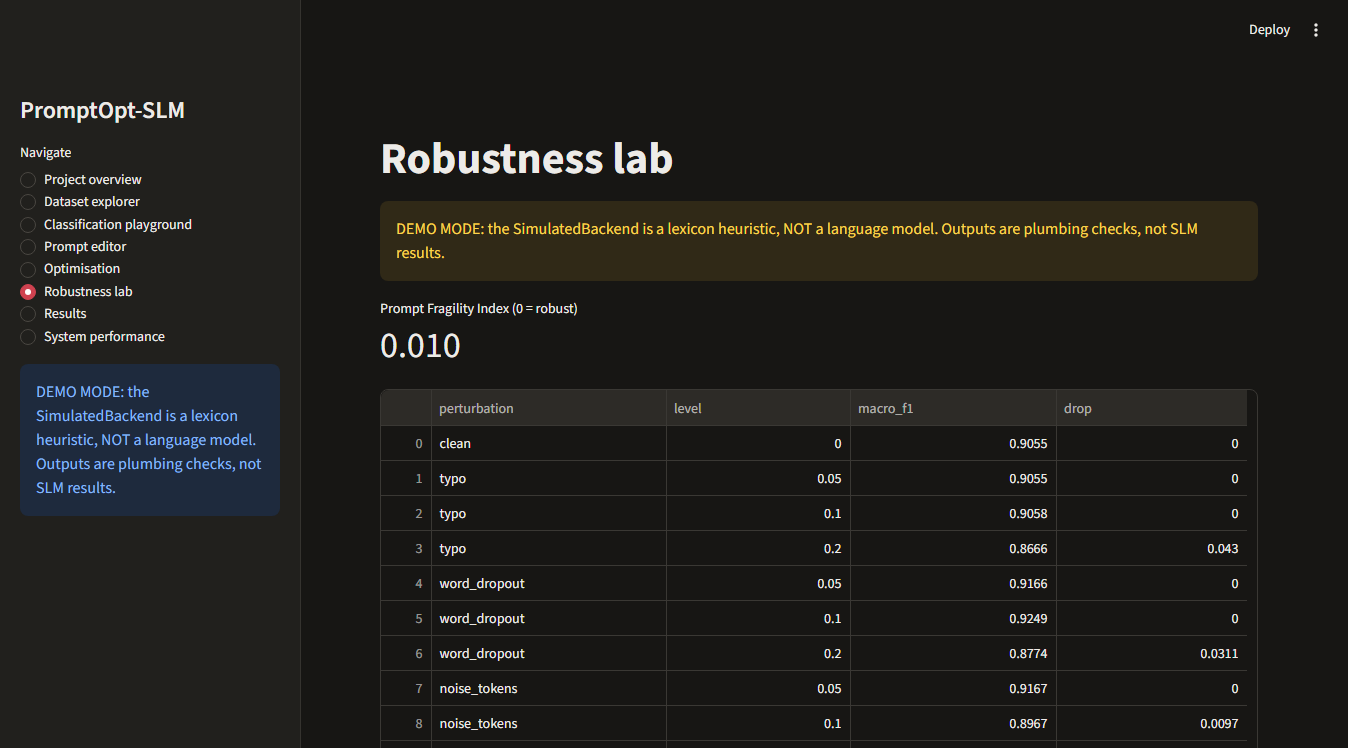 Deploy
PromptOpt-SLM
Navigate
Project overview
Dataset explorer
Classification playground
Prompt editor
Optimisation
Robustness lab
Results
System performance
DEMO MODE: the
SimulatedBackend is a lexicon
heuristic, NOT a language model.
Outputs are plumbing checks, not
SLM results.
Robustness lab
DEMO MODE: the SimulatedBackend is a lexicon heuristic, NOT a language model. Outputs are plumbing checks, not SLM
results.
Prompt Fragility Index (0 = robust)
0.010
perturbation level macro_f1 drop
0 clean 0 0.9055 0
1 typo 0.05 0.9055 0
2 typo 0.1 0.9058 0
3 typo 0.2 0.8666 0.043
4 word_dropout 0.05 0.9166 0
5 word_dropout 0.1 0.9249 0
6 word_dropout 0.2 0.8774 0.0311
7 noise_tokens 0.05 0.9167 0
8 noise_tokens 0.1 0.8967 0.0097